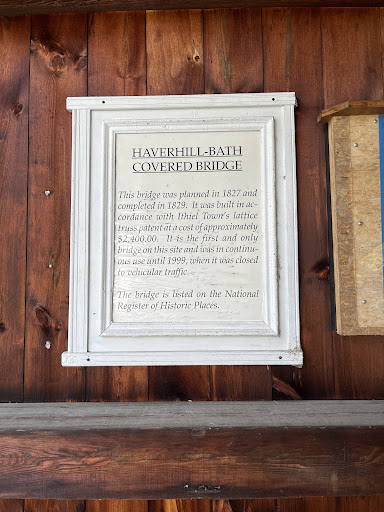 HAVERHILL-BATH
COVERED BRIDGE
This bridge was planned in 1827 and
completed in 1829. It was built in ac-
cordance with Ithiel Town's lattice
truss patent at a cost of approximately
$2,400.00. It is the first and only
bridge on this site and was in continu-
ous use until 1999, when it was closed
to vehicular traffic.
The bridge is listed on the National
Register of Historic Places.